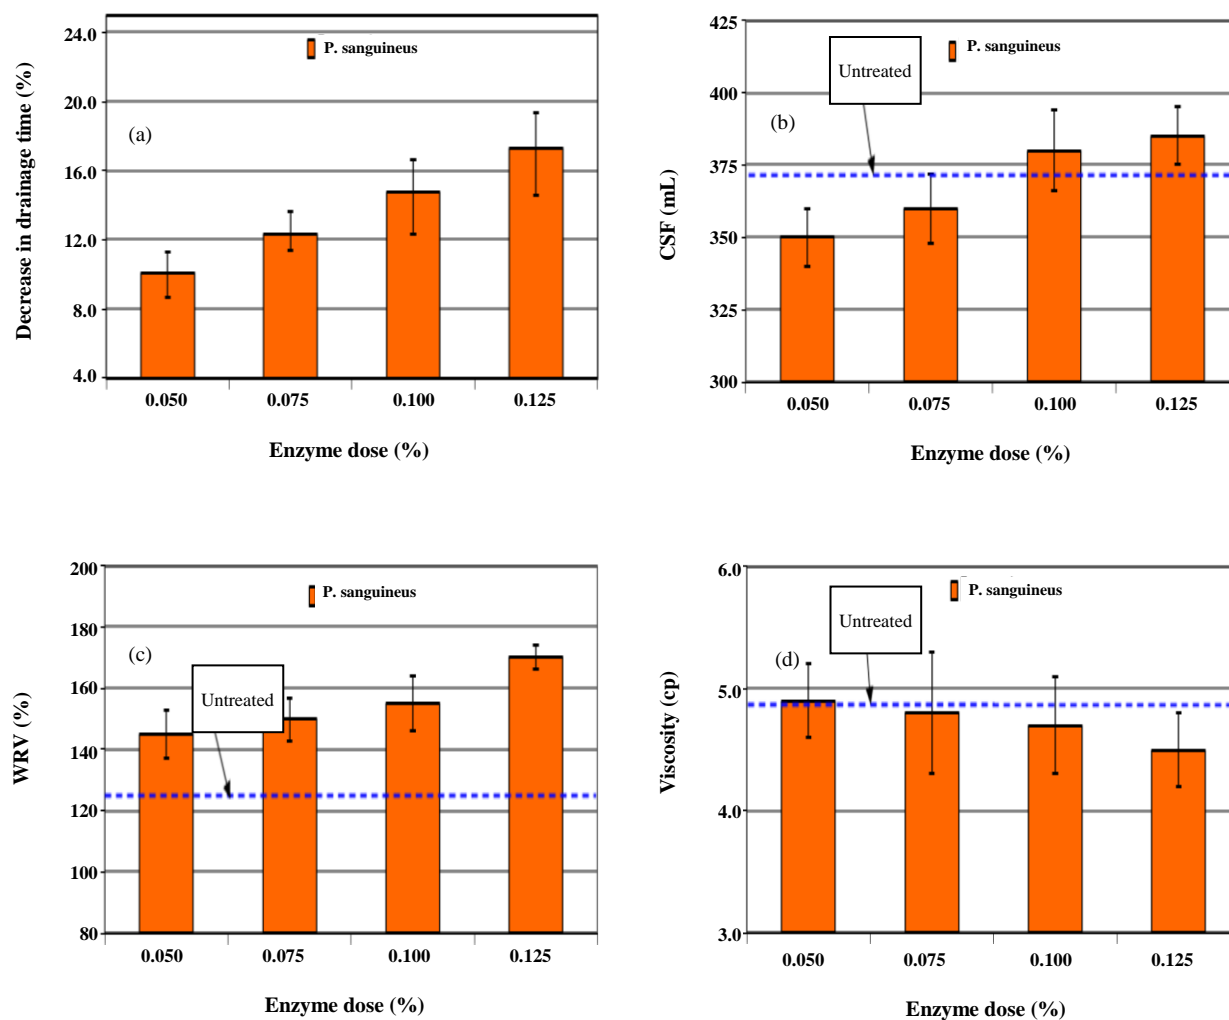 24.0
20.0
16.0
12.0
8.0
4.0
Decrease in drainage time (%)
P. sanguineus
(a)
0.050 0.075 0.100 0.125
Enzyme dose (%)
425
400
375
350
325
300
CSF (mL)
P. sanguineus
Untreated
(b)
0.050 0.075 0.100 0.125
Enzyme dose (%)
200
180
160
140
120
100
80
WRV (%)
P. sanguineus
(c)
Untreated
0.050 0.075 0.100 0.125
Enzyme dose (%)
6.0
5.0
4.0
3.0
Viscosity (cp)
P. sanguineus
Untreated
(d)
0.050 0.075 0.100 0.125
Enzyme dose (%)